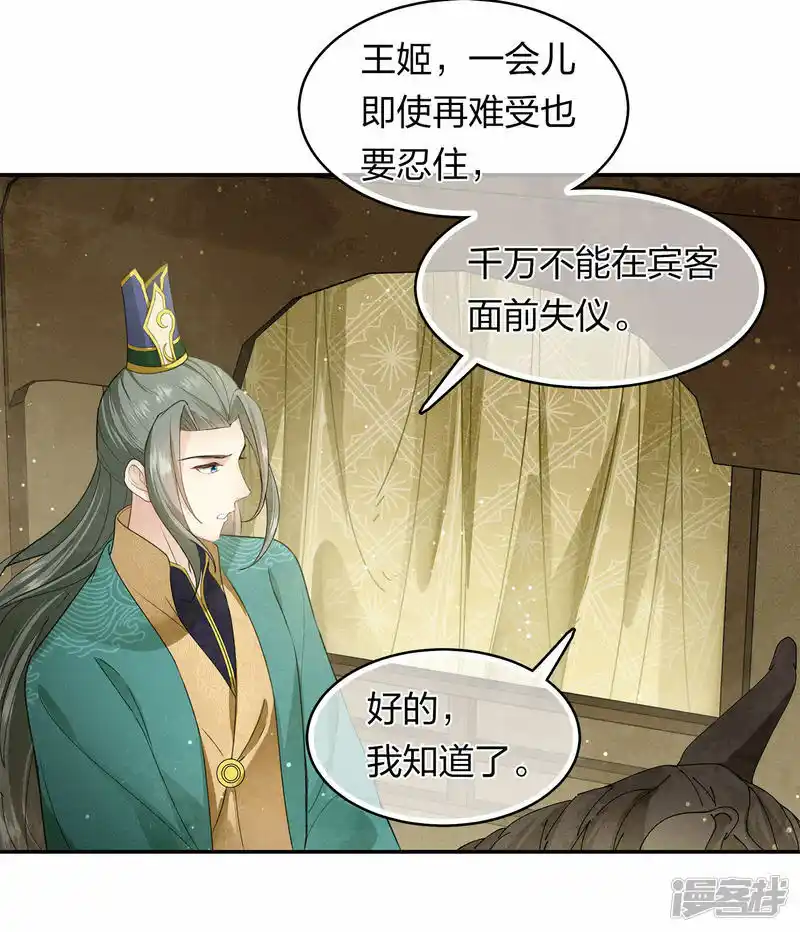 王姬，一会儿
即使再难受也
要忍住，
千万不能在宾客
面前失仪。
好的，
我知道了。
漫客栈